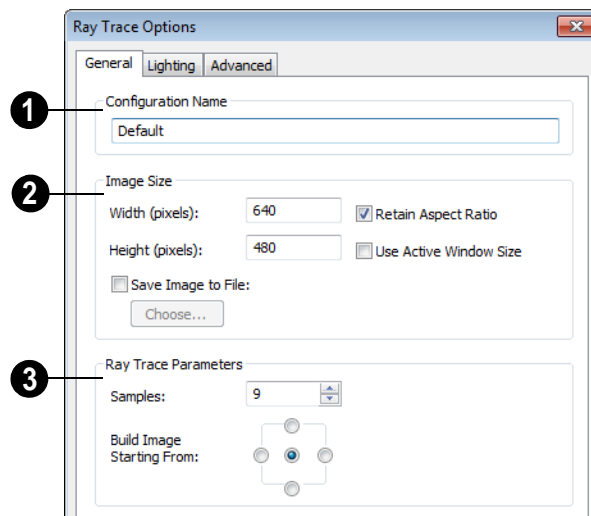 Ray Trace Options
General Lighting Advanced
1 Configuration Name
Default
2 Image Size
Width (pixels): 640 Retain Aspect Ratio
Height (pixels): 480 Use Active Window Size
Save Image to File:
Choose...
3 Ray Trace Parameters
Samples: 9
Build Image
Starting From: